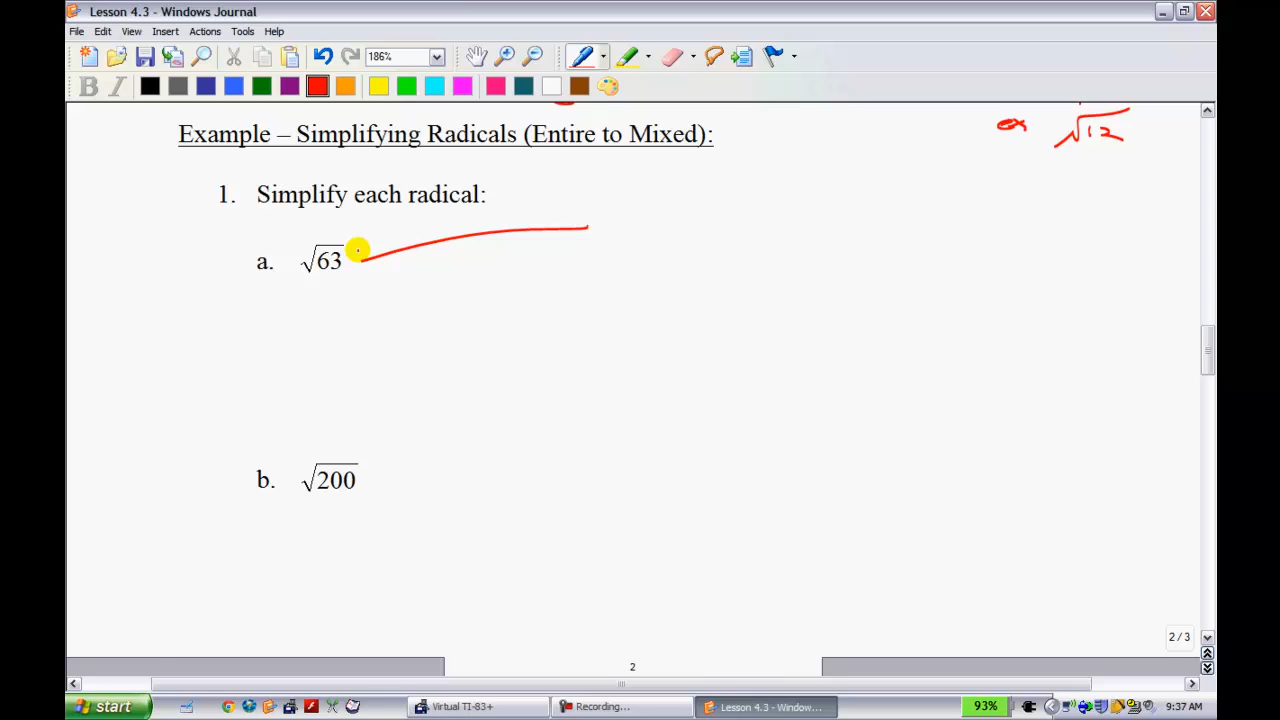 Lesson 4.3 - Windows Journal
File Edit View Insert Actions Tools Help
186%
B I
Example – Simplifying Radicals (Entire to Mixed):
ex √12
1. Simplify each radical:
a. √63
b. √200
2 / 3
2
start Virtual TI-83+ Recording... Lesson 4.3 - Window... 93% 9:37 AM